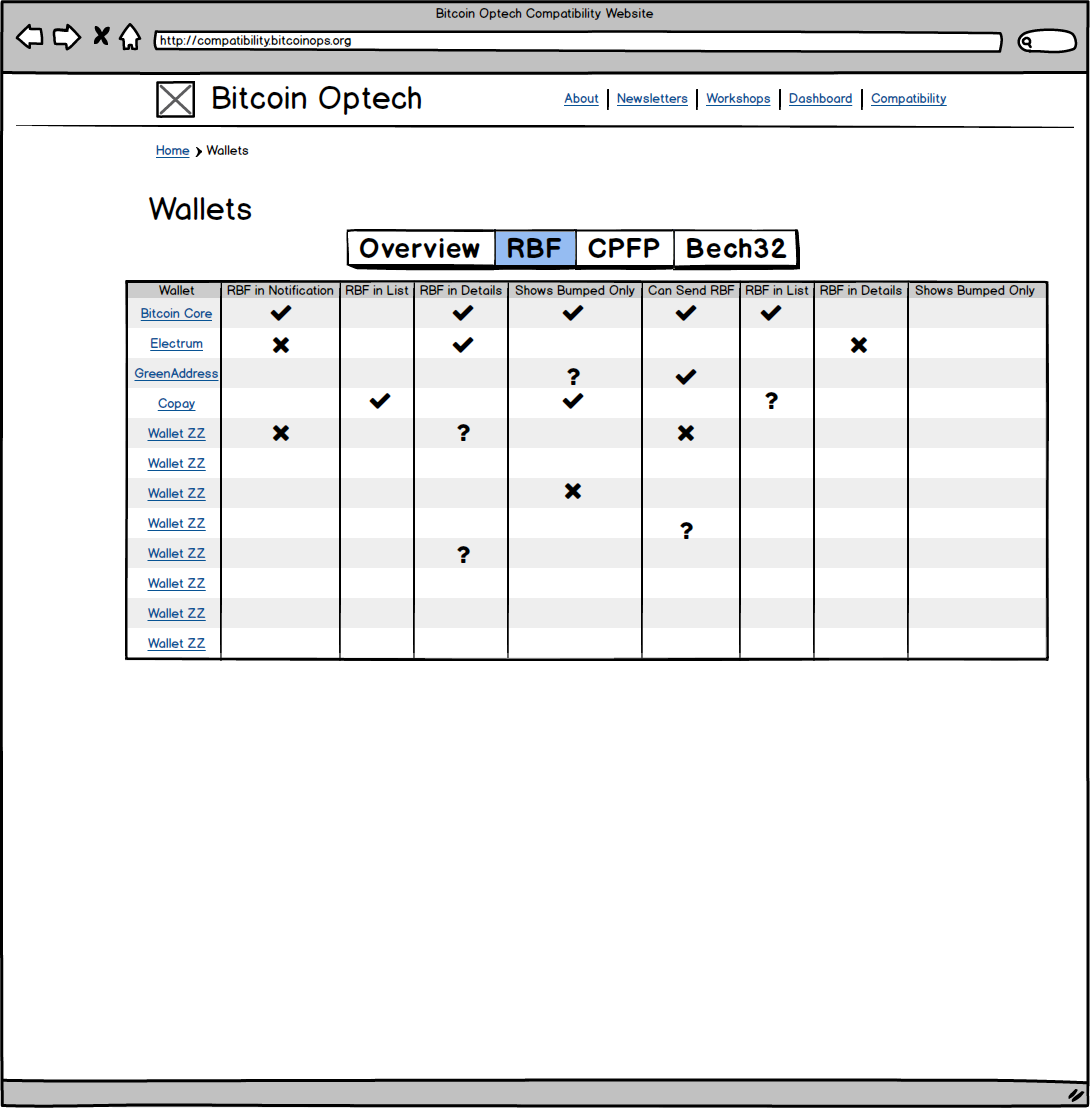 Bitcoin Optech Compatibility Website
http://compatibility.bitcoinops.org
Bitcoin Optech
About | Newsletters | Workshops | Dashboard | Compatibility
Home > Wallets
Wallets
Overview RBF CPFP Bech32
Wallet RBF in Notification RBF in List RBF in Details Shows Bumped Only Can Send RBF RBF in List RBF in Details Shows Bumped Only
Bitcoin Core ✔ ✔ ✔ ✔ ✔
Electrum ✖ ✔ ✖
GreenAddress ? ✔
Copay ✔ ✔ ?
Wallet ZZ ✖ ? ✖
Wallet ZZ
Wallet ZZ ✖
Wallet ZZ ?
Wallet ZZ ?
Wallet ZZ
Wallet ZZ
Wallet ZZ